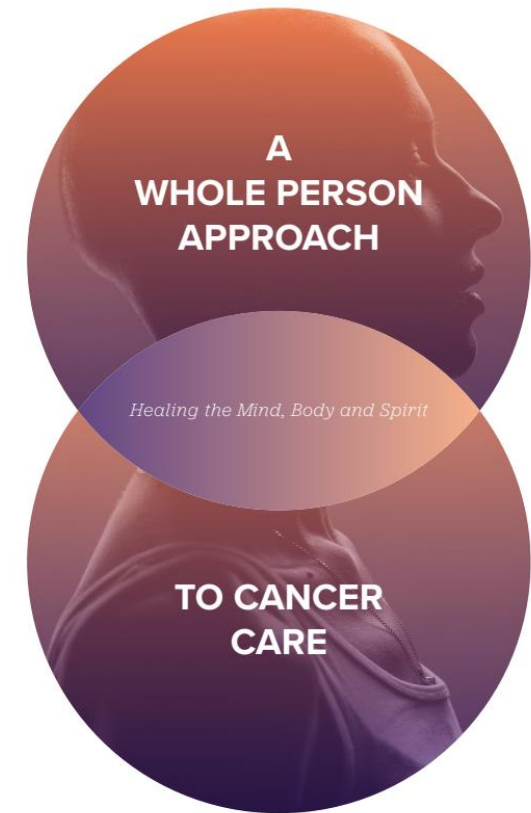 A
WHOLE PERSON
APPROACH
Healing the Mind, Body and Spirit
TO CANCER
CARE